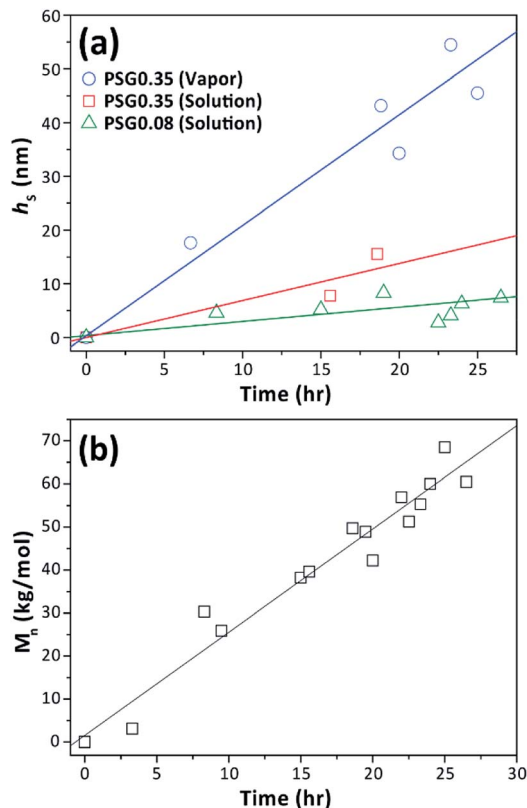 (a)
PSG0.35 (Vapor)
PSG0.35 (Solution)
PSG0.08 (Solution)
60
50
40
30
20
10
0
hs (nm)
0 5 10 15 20 25
Time (hr)
(b)
70
60
50
40
30
20
10
0
Mn (kg/mol)
0 5 10 15 20 25 30
Time (hr)